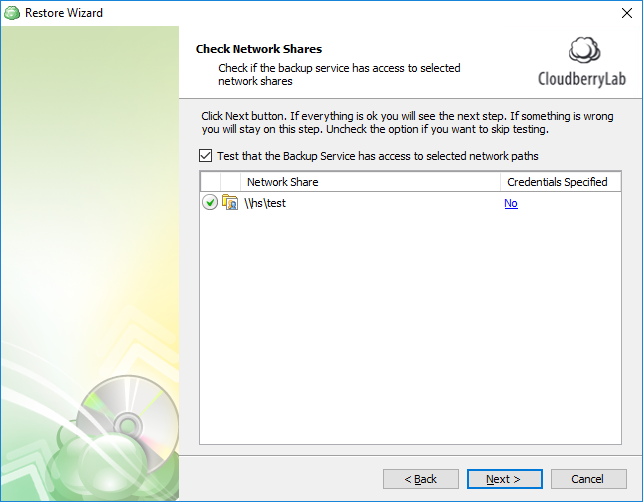 Restore Wizard
Check Network Shares
Check if the backup service has access to selected
network shares
CloudberryLab
Click Next button. If everything is ok you will see the next step. If something is wrong
you will stay on this step. Uncheck the option if you want to skip testing.
Test that the Backup Service has access to selected network paths
Network Share Credentials Specified
\\hs\test No
< Back Next > Cancel